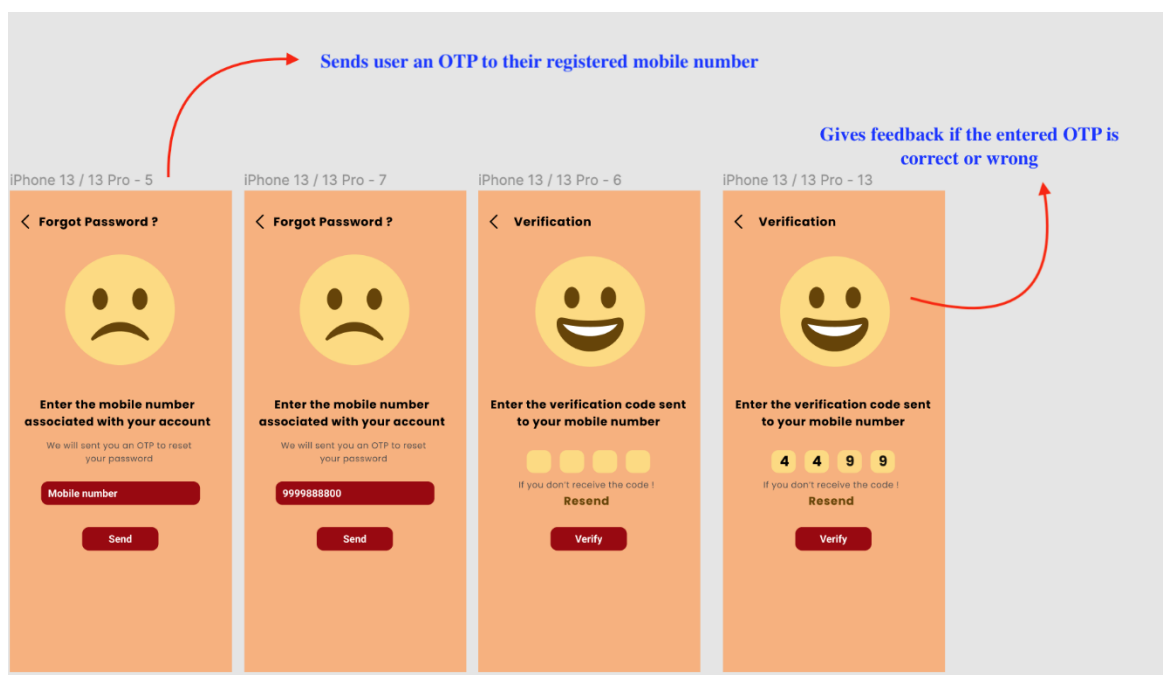 Sends user an OTP to their registered mobile number
Gives feedback if the entered OTP is
correct or wrong
iPhone 13 / 13 Pro - 5
Forgot Password ?
Enter the mobile number
associated with your account
We will sent you an OTP to reset
your password
Mobile number
Send
iPhone 13 / 13 Pro - 7
Forgot Password ?
Enter the mobile number
associated with your account
We will sent you an OTP to reset
your password
9999888800
Send
iPhone 13 / 13 Pro - 6
Verification
Enter the verification code sent
to your mobile number
If you don't receive the code !
Resend
Verify
iPhone 13 / 13 Pro - 13
Verification
Enter the verification code sent
to your mobile number
4 4 9 9
If you don't receive the code !
Resend
Verify